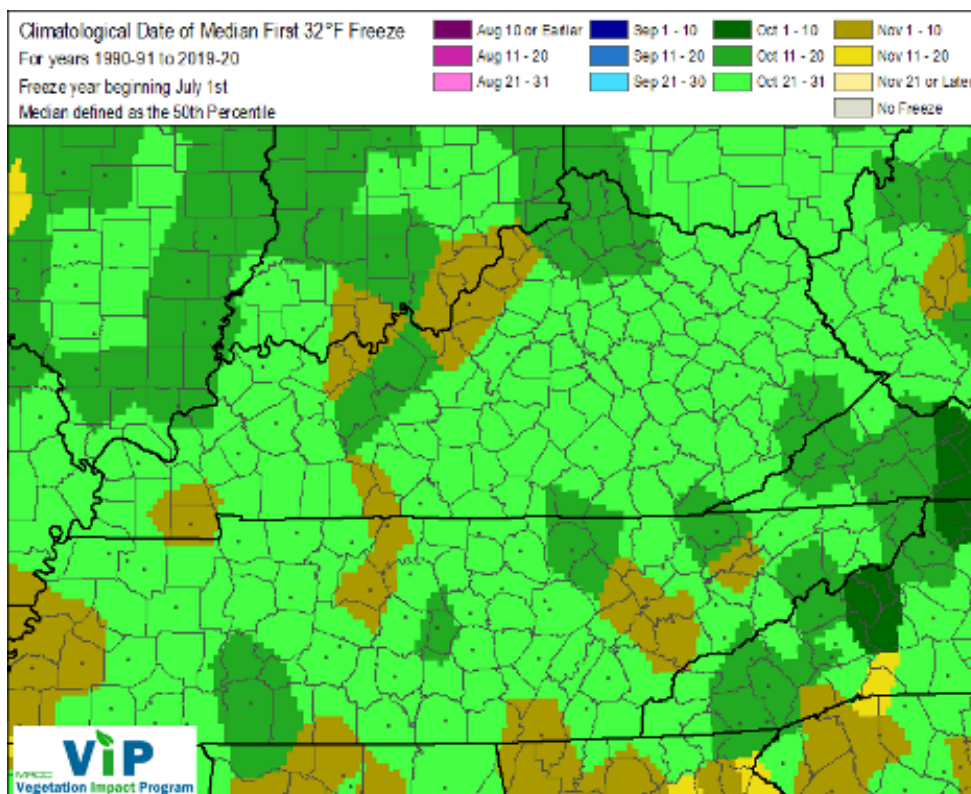 Climatological Date of Median First 32°F Freeze
For years 1990-91 to 2019-20
Freeze year beginning July 1st
Median defined as the 50th Percentile
Aug 10 or Earlier
Aug 11 - 20
Aug 21 - 31
Sep 1 - 10
Sep 11 - 20
Sep 21 - 30
Oct 1 - 10
Oct 11 - 20
Oct 21 - 31
Nov 1 - 10
Nov 11 - 20
Nov 21 or Later
No Freeze
MRCC
ViP
Vegetation Impact Program